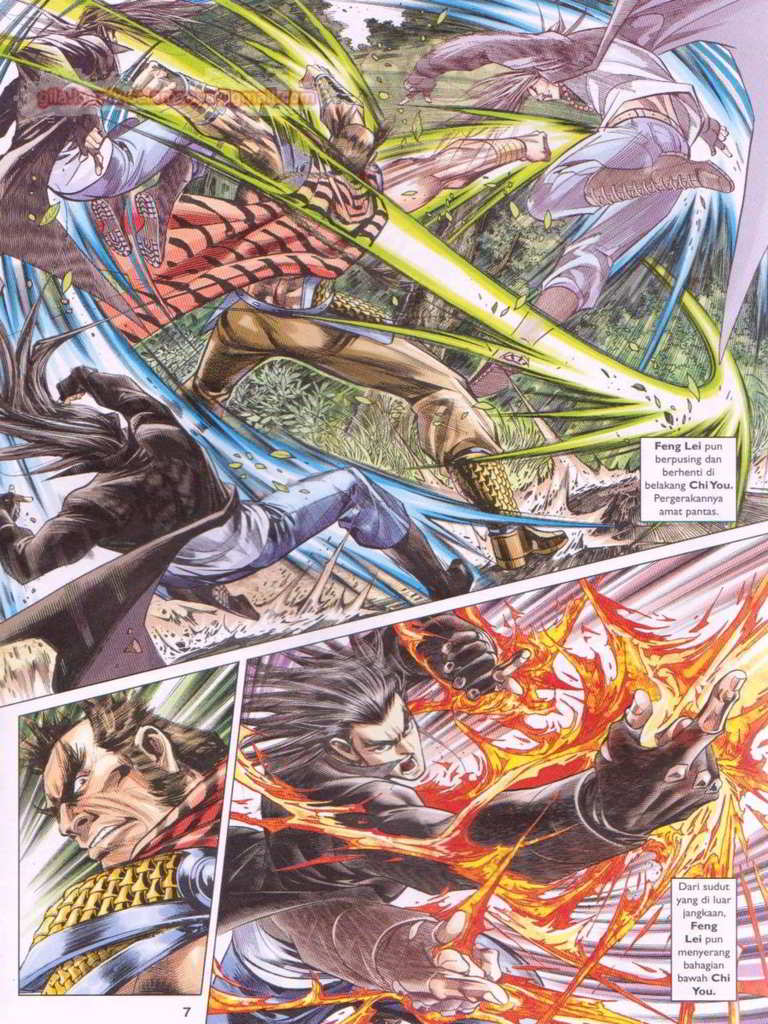 Feng Lei pun
berpusing dan
berhenti di
belakang Chi You.
Pergerakannya
amat pantas.
Dari sudut
yang di luar
jangkaan,
Feng
Lei pun
menyerang
bahagian
bawah Chi
You.
7